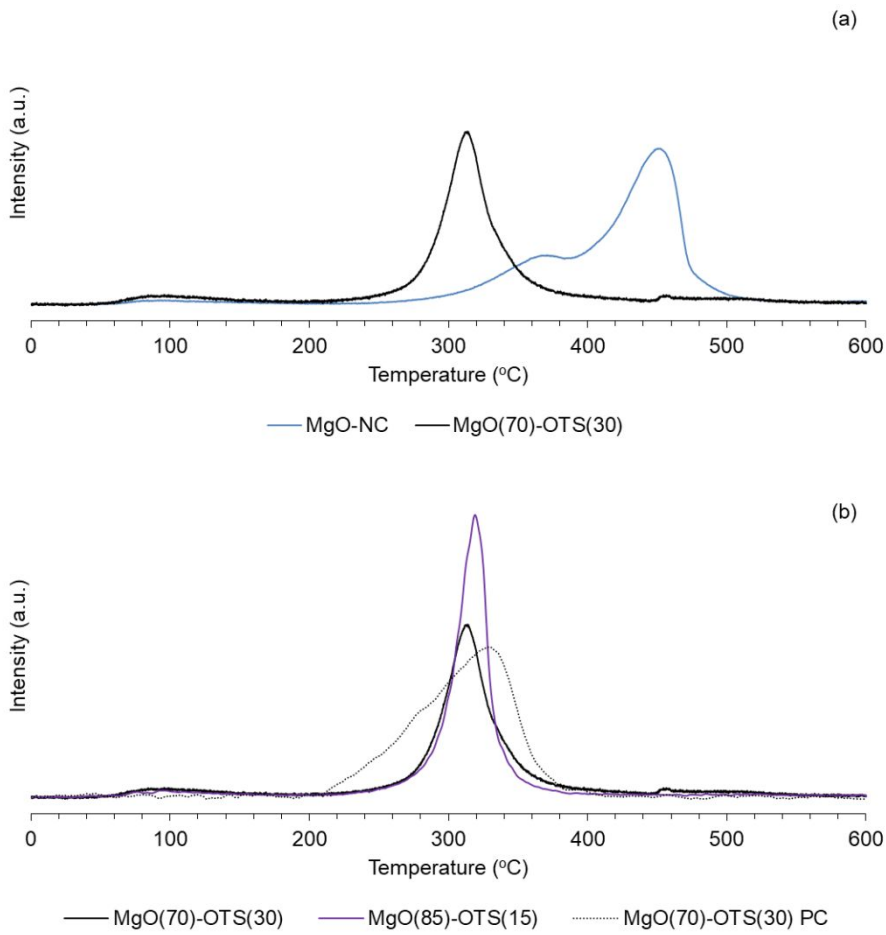 (a)
Intensity (a.u.)
0 100 200 300 400 500 600
Temperature (oC)
MgO-NC MgO(70)-OTS(30)
(b)
Intensity (a.u.)
0 100 200 300 400 500 600
Temperature (oC)
MgO(70)-OTS(30) MgO(85)-OTS(15) MgO(70)-OTS(30) PC